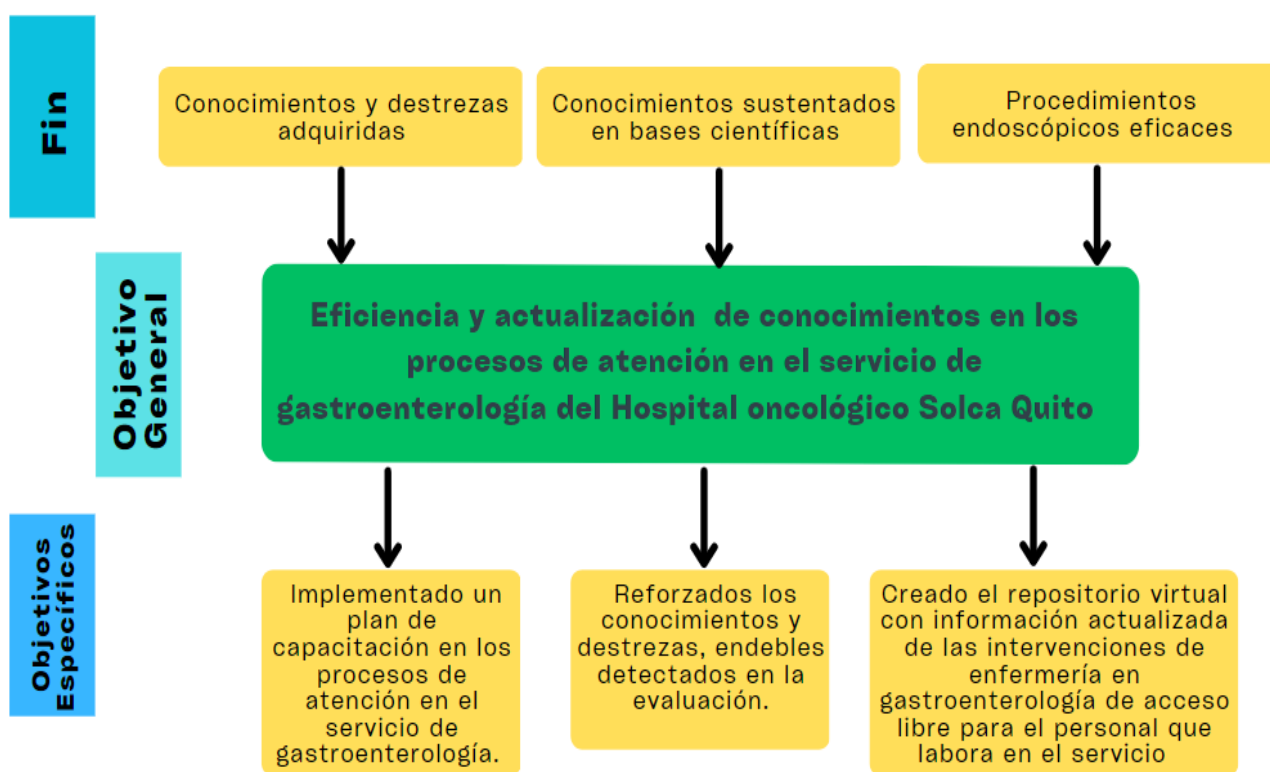 Fin
Conocimientos y destrezas
adquiridas
Conocimientos sustentados
en bases científicas
Procedimientos
endoscópicos eficaces
Objetivo
General
Eficiencia y actualización de conocimientos en los
procesos de atención en el servicio de
gastroenterología del Hospital oncológico Solca Quito
Objetivos
Específicos
Implementado un
plan de
capacitación en los
procesos de
atención en el
servicio de
gastroenterología.
Reforzados los
conocimientos y
destrezas, endebles
detectados en la
evaluación.
Creado el repositorio virtual
con información actualizada
de las intervenciones de
enfermería en
gastroenterología de acceso
libre para el personal que
labora en el servicio